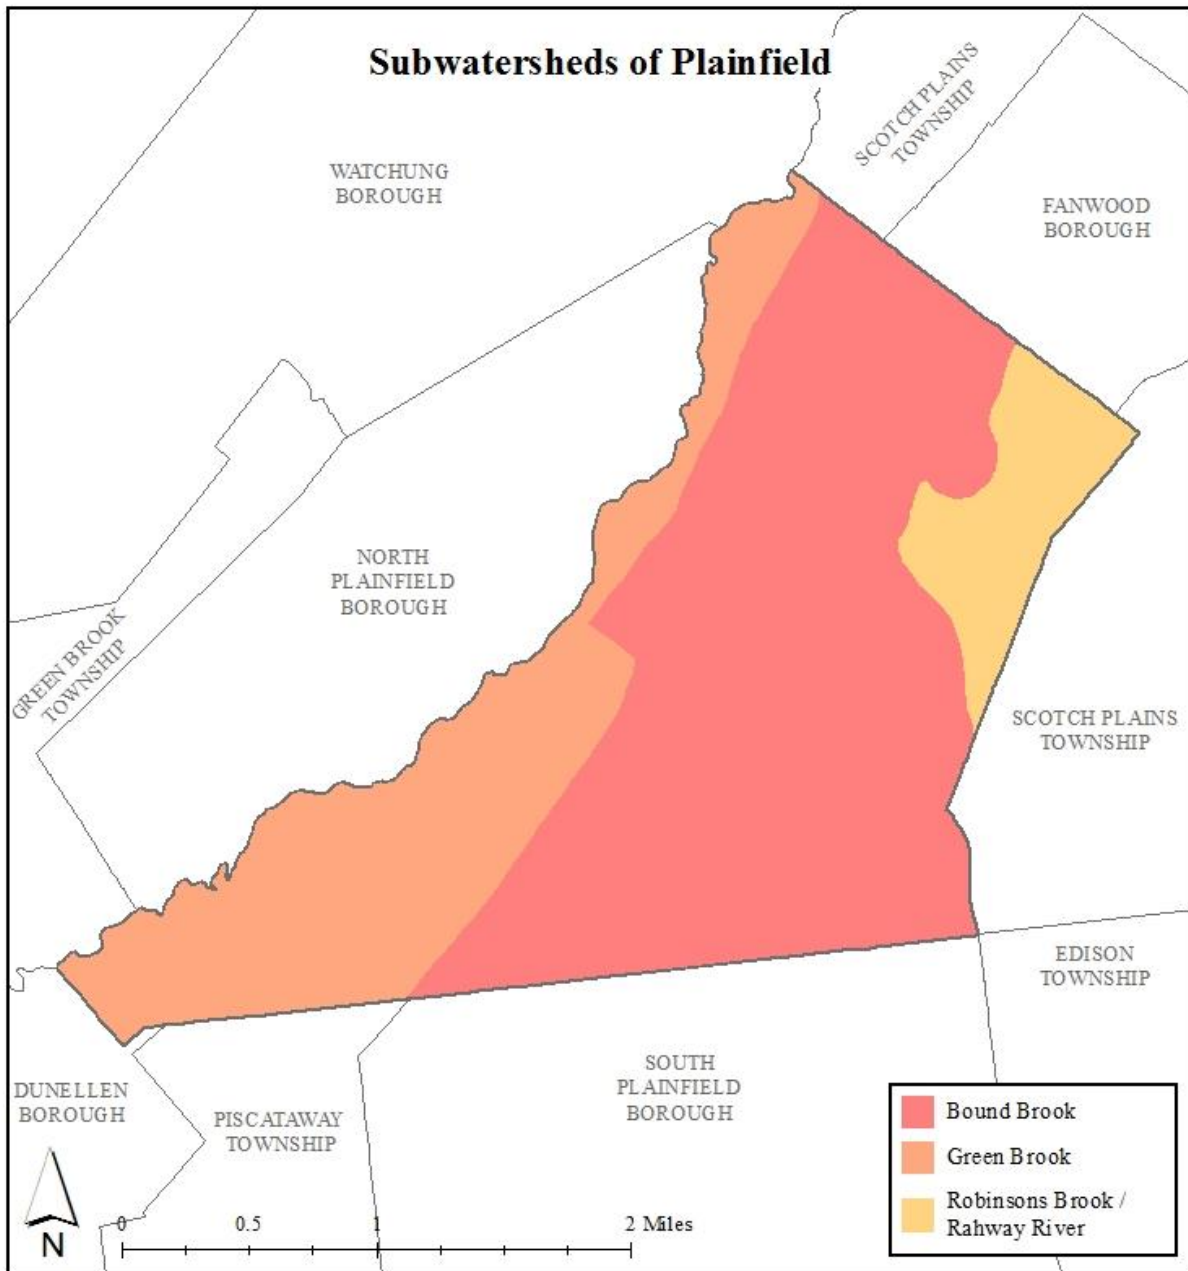 Subwatersheds of Plainfield
SCOTCH PLAINS
TOWNSHIP
WATCHUNG
BOROUGH
FANWOOD
BOROUGH
NORTH
PLAINFIELD
BOROUGH
GREEN BROOK
TOWNSHIP
SCOTCH PLAINS
TOWNSHIP
EDISON
TOWNSHIP
SOUTH
PLAINFIELD
BOROUGH
DUNELLEN
BOROUGH
PISCATAWAY
TOWNSHIP
Bound Brook
Green Brook
Robinsons Brook /
Rahway River
N
0 0.5 1 2 Miles